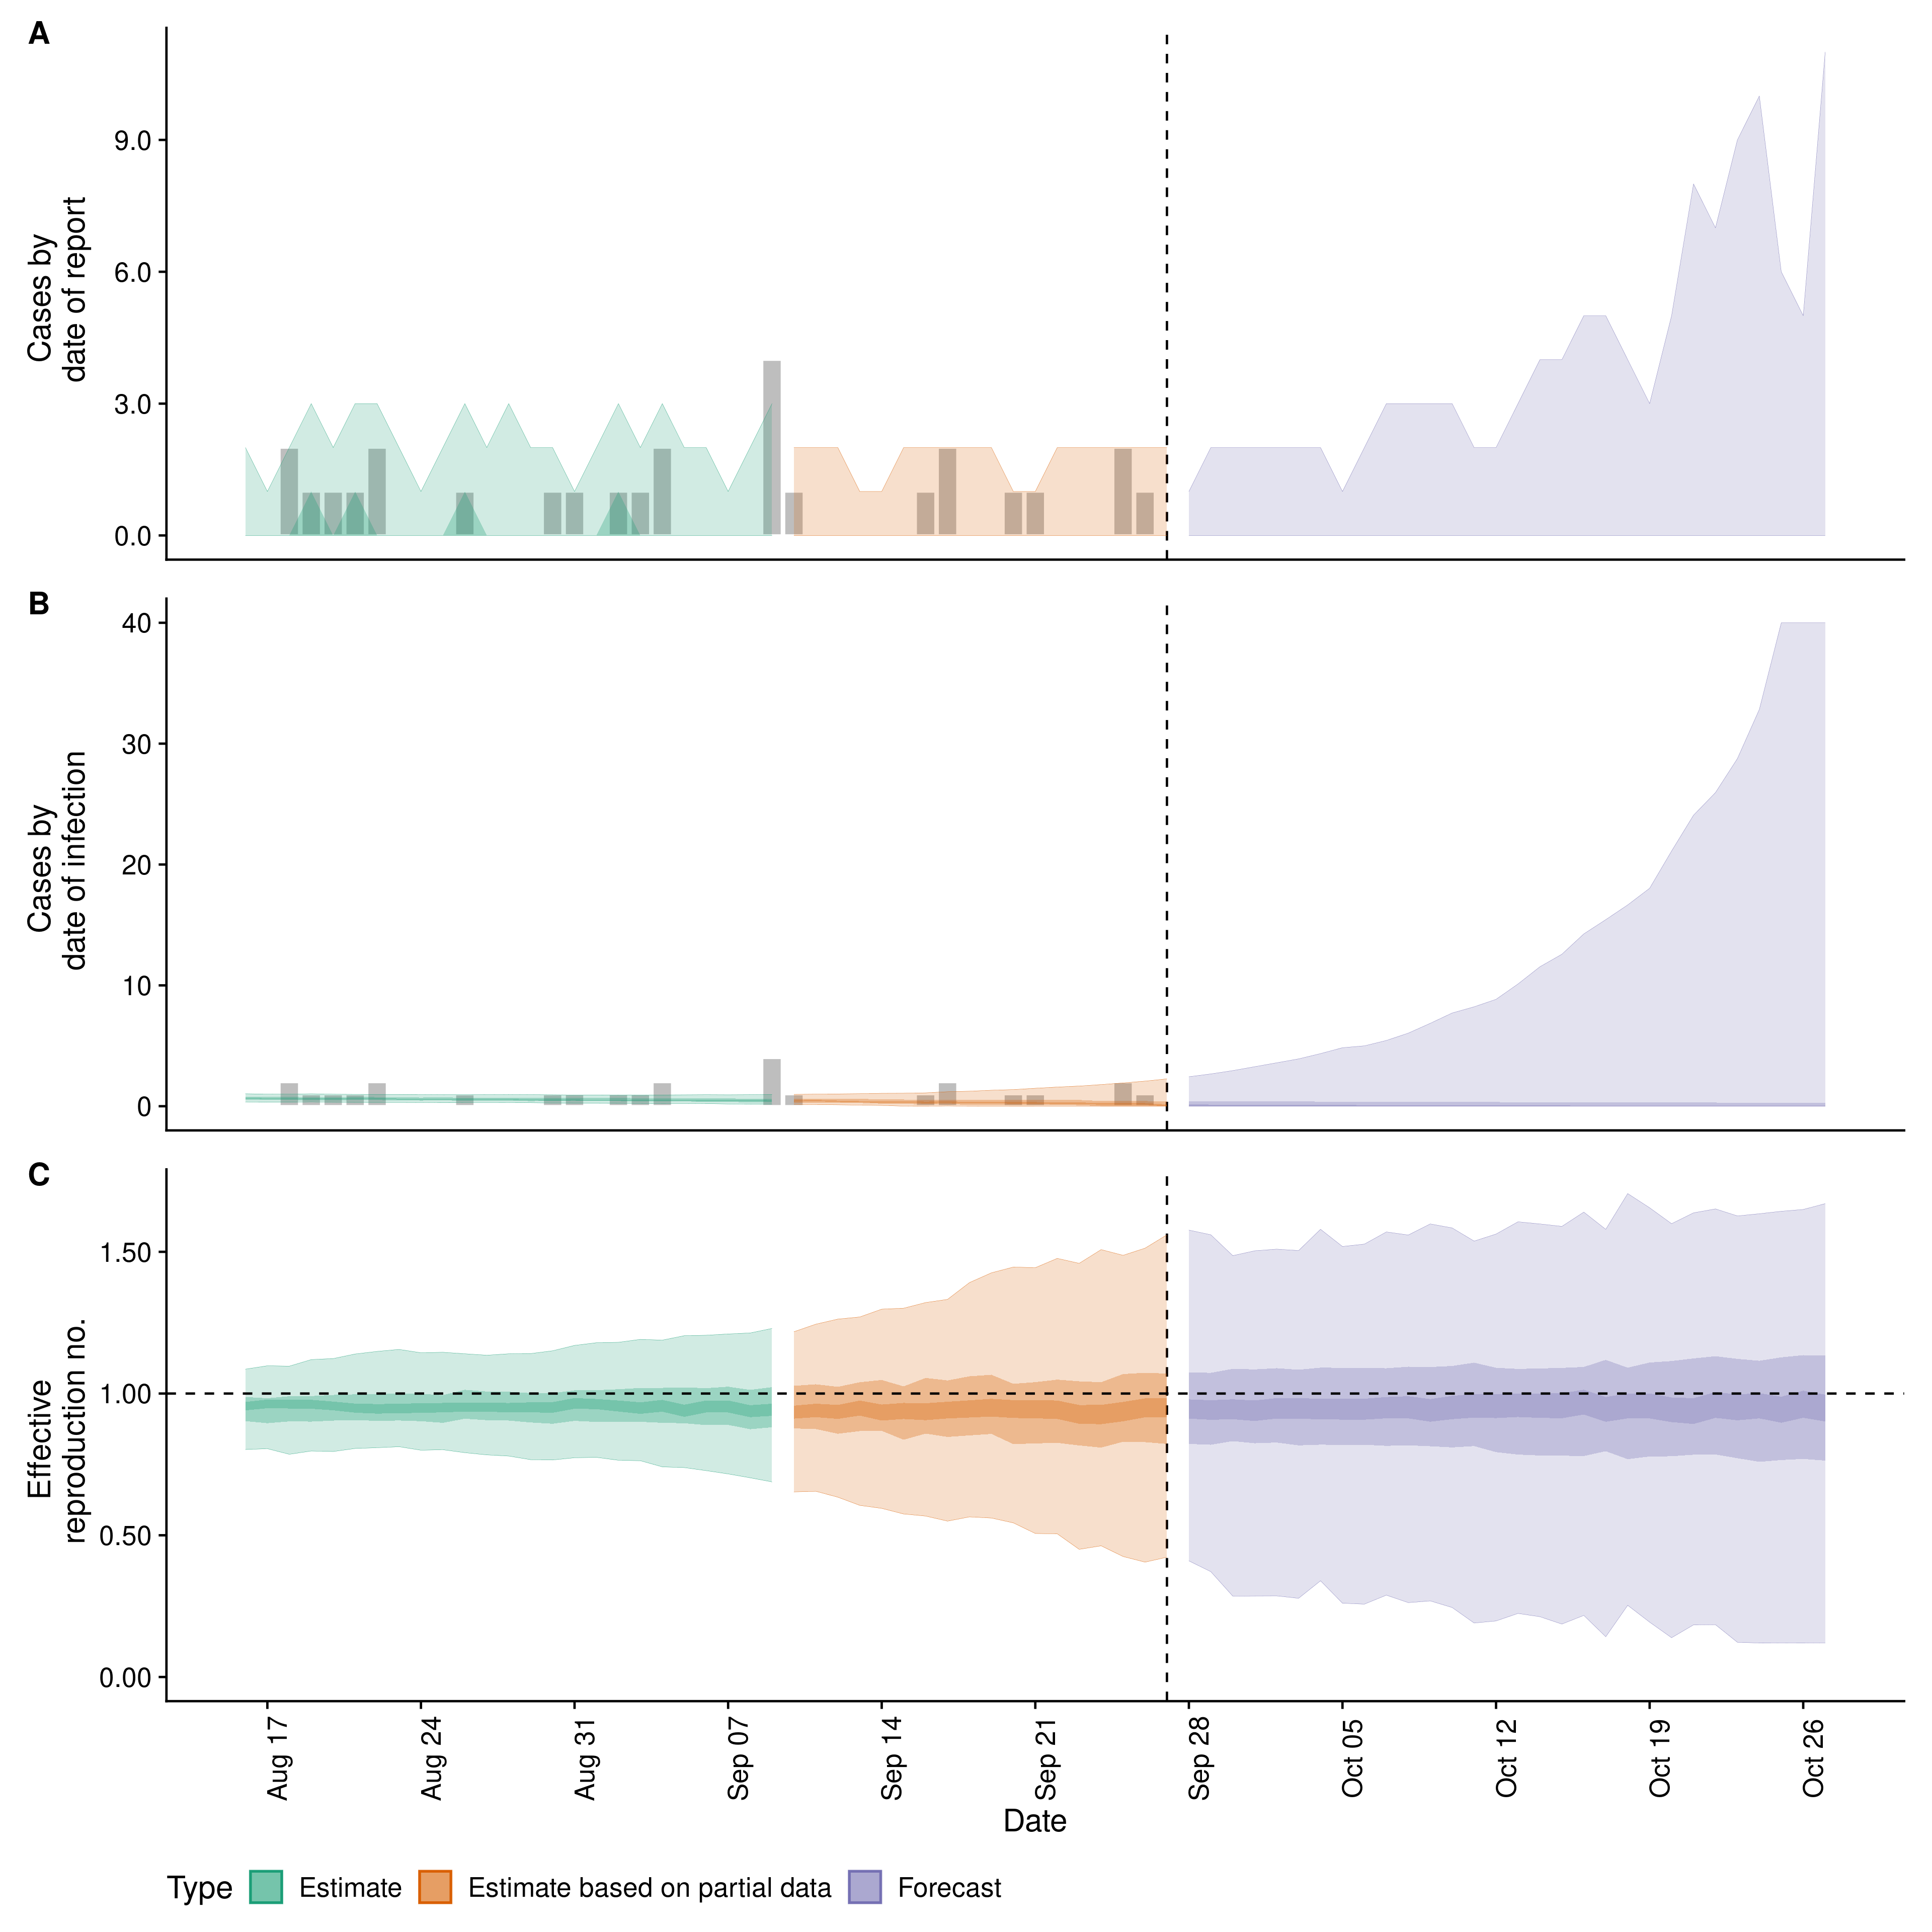 A
Cases by
date of report
9.0
6.0
3.0
0.0
B
Cases by
date of infection
40
30
20
10
0
C
Effective
reproduction no.
1.50
1.00
0.50
0.00
Aug 17
Aug 24
Aug 31
Sep 07
Sep 14
Sep 21
Sep 28
Oct 05
Oct 12
Oct 19
Oct 26
Date
Type Estimate Estimate based on partial data Forecast